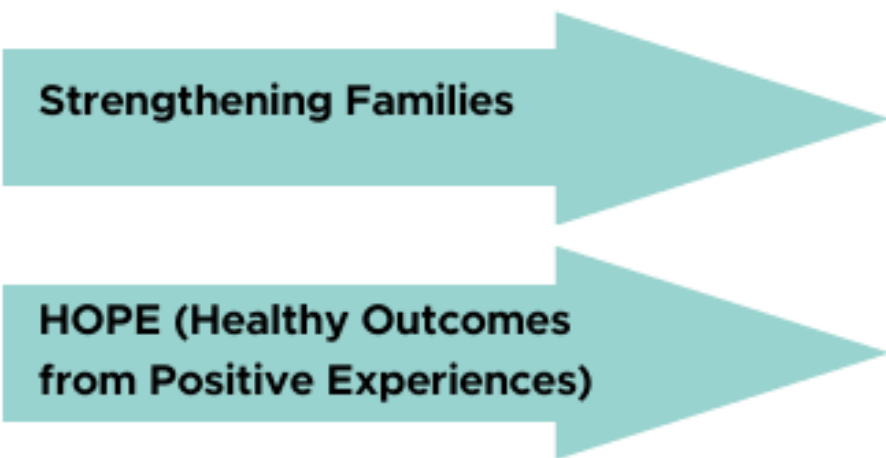 Strengthening Families
HOPE (Healthy Outcomes
from Positive Experiences)